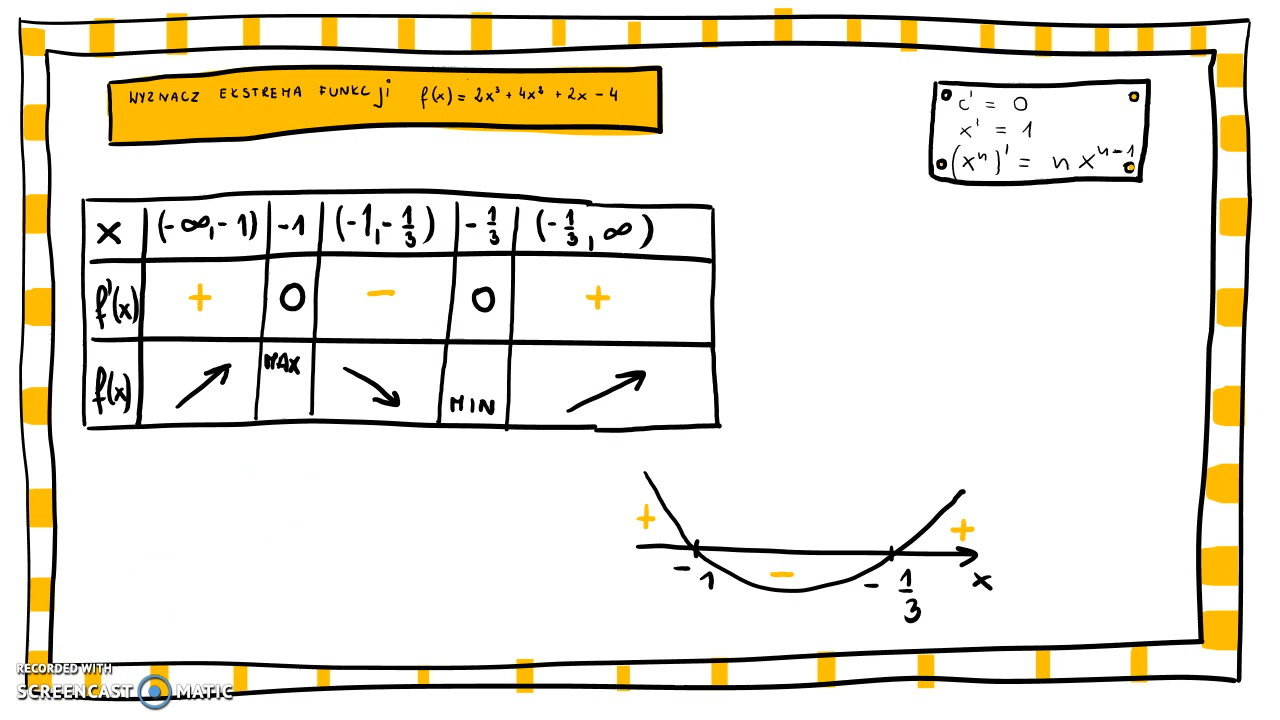 WYZNACZ EKSTREMA FUNKCji f(x) = 2x³ + 4x² + 2x - 4
c' = 0
x' = 1
(xⁿ)' = n xⁿ⁻¹
x (-∞,-1) -1 (-1,-1/3) -1/3 (-1/3, ∞)
f'(x) + 0 - 0 +
f(x) ↗ MAX ↘ MIN ↗
+ - +
-1 -1/3 x
RECORDED WITH
SCREENCAST MATIC